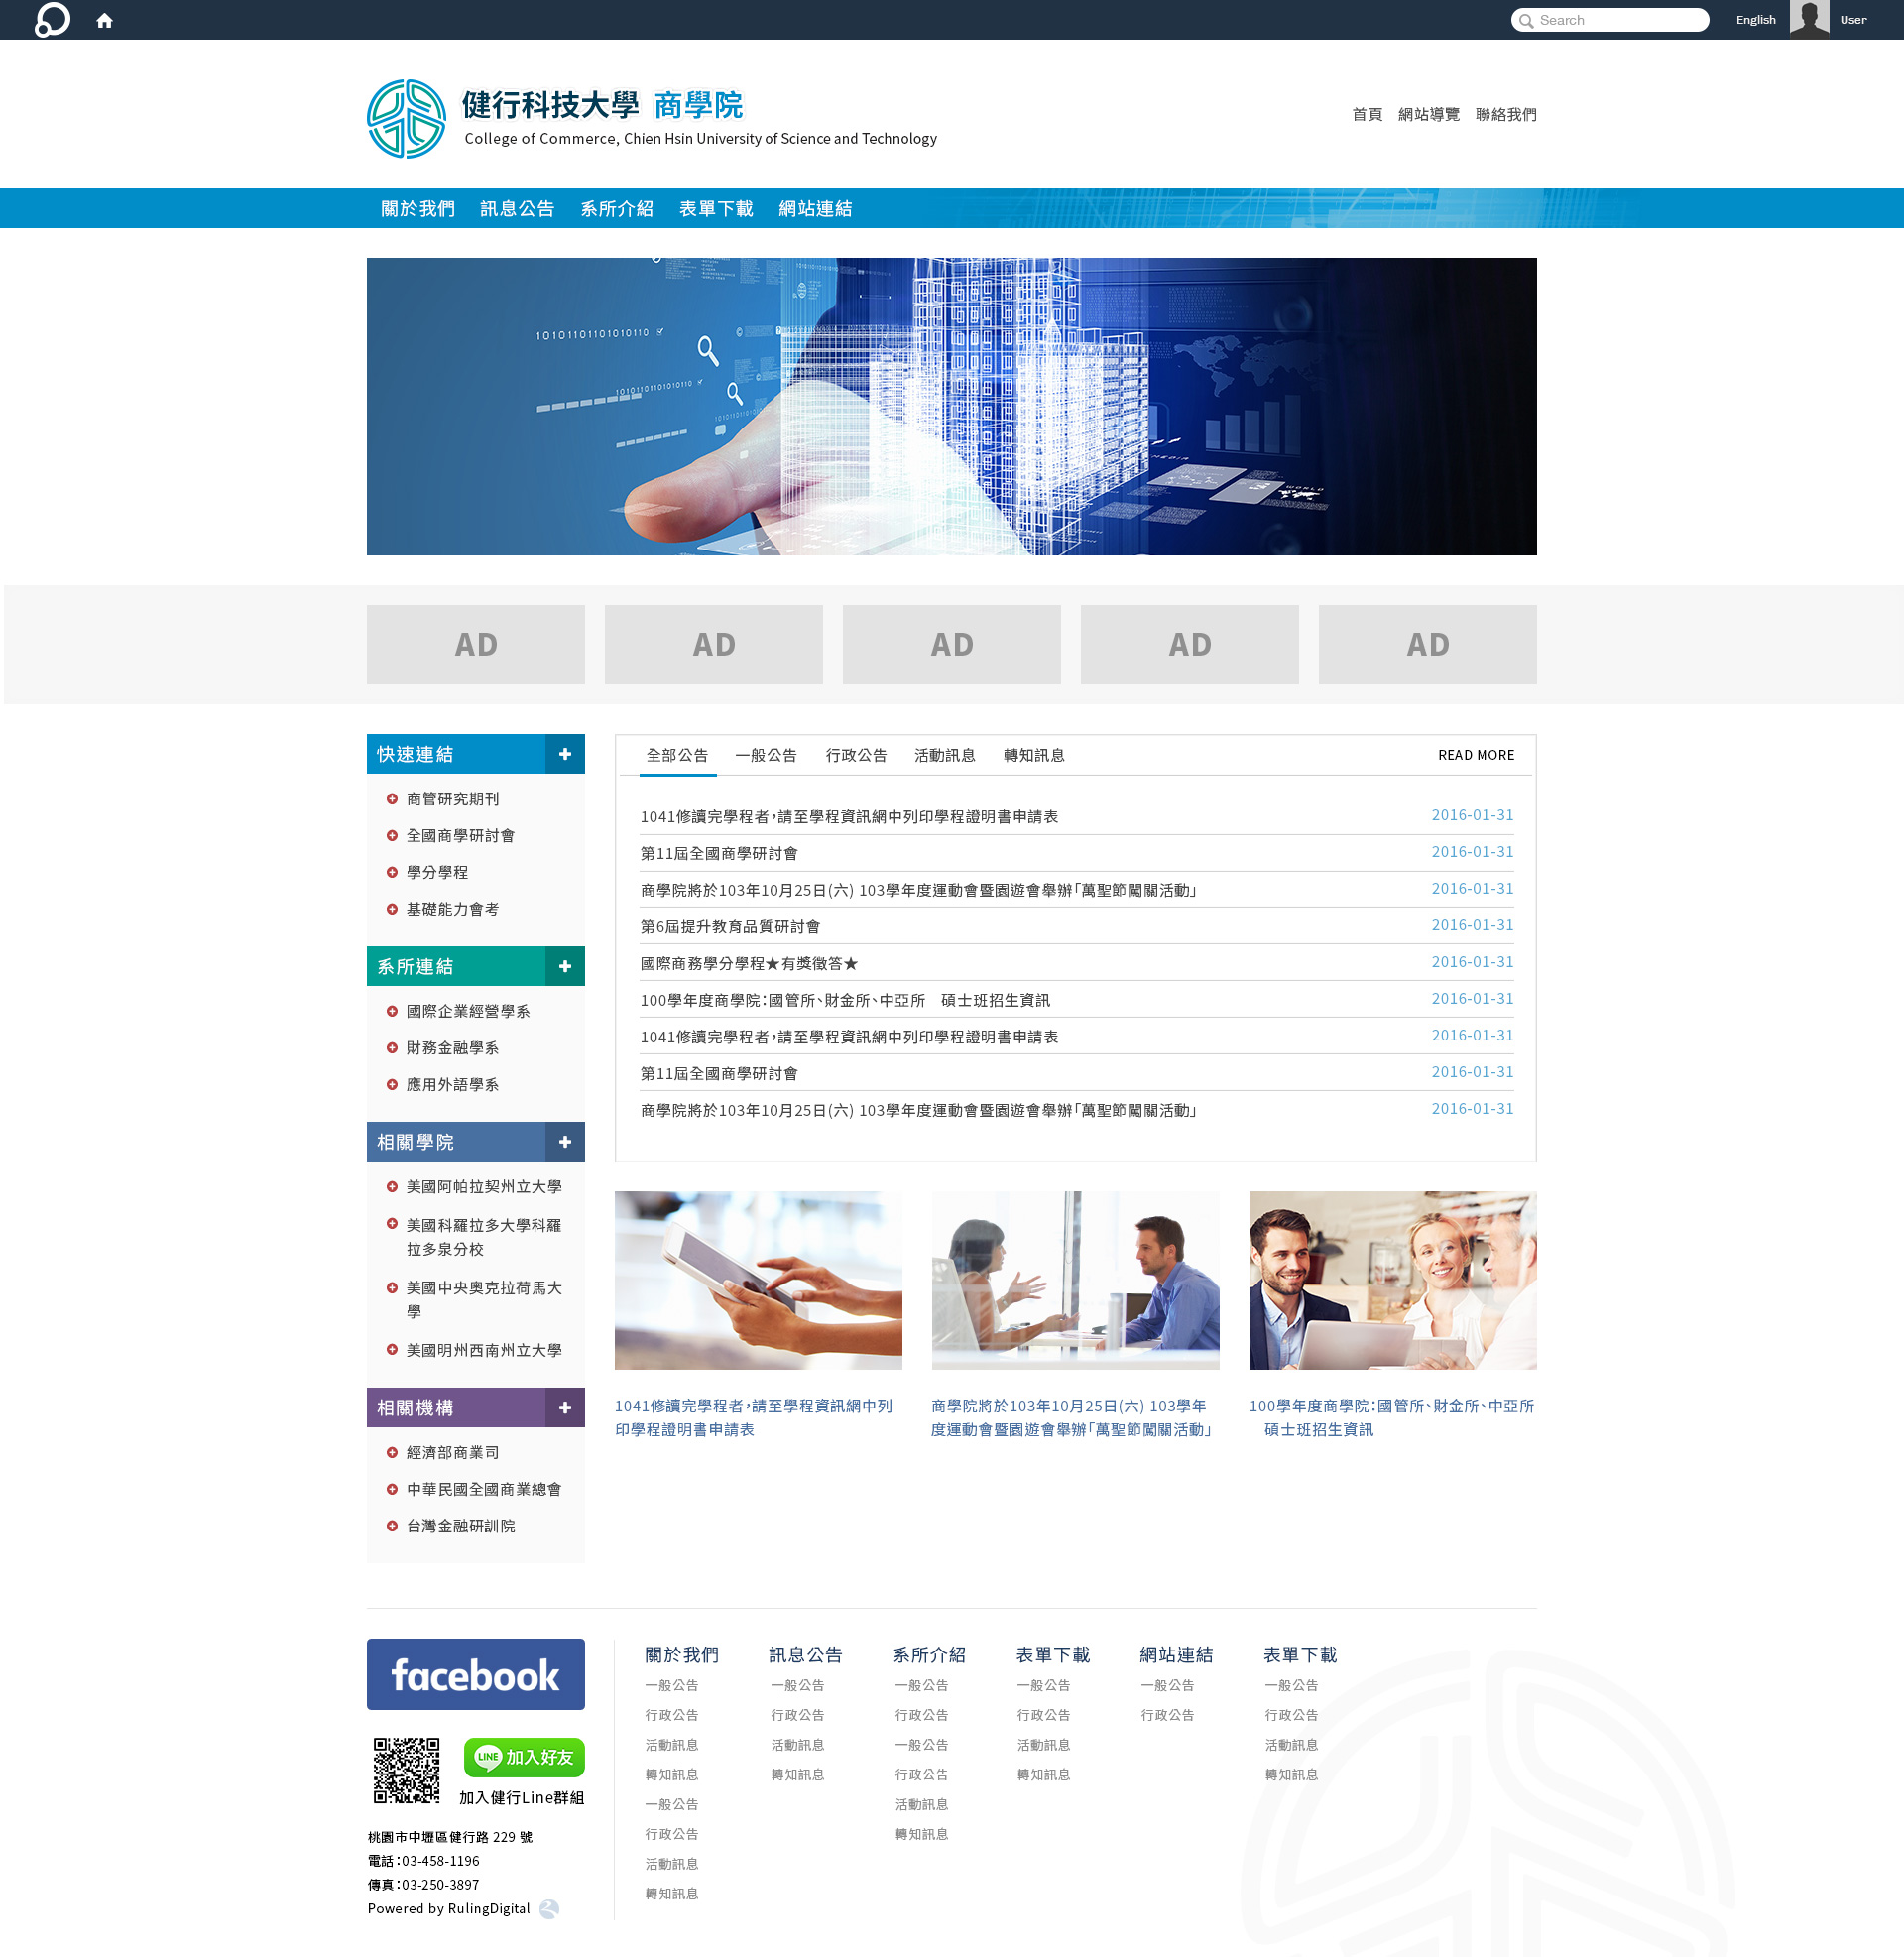 Search
English
User
健行科技大學 商學院
College of Commerce, Chien Hsin University of Science and Technology
首頁 網站導覽 聯絡我們
關於我們 訊息公告 系所介紹 表單下載 網站連結
10101101101010110
WORLD
AD AD AD AD AD
快速連結
商管研究期刊
全國商學研討會
學分學程
基礎能力會考
系所連結
國際企業經營學系
財務金融學系
應用外語學系
相關學院
美國阿帕拉契州立大學
美國科羅拉多大學科羅
拉多泉分校
美國中央奧克拉荷馬大
學
美國明州西南州立大學
相關機構
經濟部商業司
中華民國全國商業總會
台灣金融研訓院
全部公告 一般公告 行政公告 活動訊息 轉知訊息 READ MORE
1041修讀完學程者，請至學程資訊網中列印學程證明書申請表 2016-01-31
第11屆全國商學研討會 2016-01-31
商學院將於103年10月25日(六) 103學年度運動會暨園遊會舉辦「萬聖節闖關活動」 2016-01-31
第6屆提升教育品質研討會 2016-01-31
國際商務學分學程★有獎徵答★ 2016-01-31
100學年度商學院：國管所、財金所、中亞所　碩士班招生資訊 2016-01-31
1041修讀完學程者，請至學程資訊網中列印學程證明書申請表 2016-01-31
第11屆全國商學研討會 2016-01-31
商學院將於103年10月25日(六) 103學年度運動會暨園遊會舉辦「萬聖節闖關活動」 2016-01-31
1041修讀完學程者，請至學程資訊網中列
印學程證明書申請表
商學院將於103年10月25日(六) 103學年
度運動會暨園遊會舉辦「萬聖節闖關活動」
100學年度商學院：國管所、財金所、中亞所
碩士班招生資訊
facebook
LINE 加入好友
加入健行Line群組
桃園市中壢區健行路 229 號
電話：03-458-1196
傳真：03-250-3897
Powered by RulingDigital
關於我們
一般公告
行政公告
活動訊息
轉知訊息
一般公告
行政公告
活動訊息
轉知訊息
訊息公告
一般公告
行政公告
活動訊息
轉知訊息
系所介紹
一般公告
行政公告
一般公告
行政公告
活動訊息
轉知訊息
表單下載
一般公告
行政公告
活動訊息
轉知訊息
網站連結
一般公告
行政公告
表單下載
一般公告
行政公告
活動訊息
轉知訊息